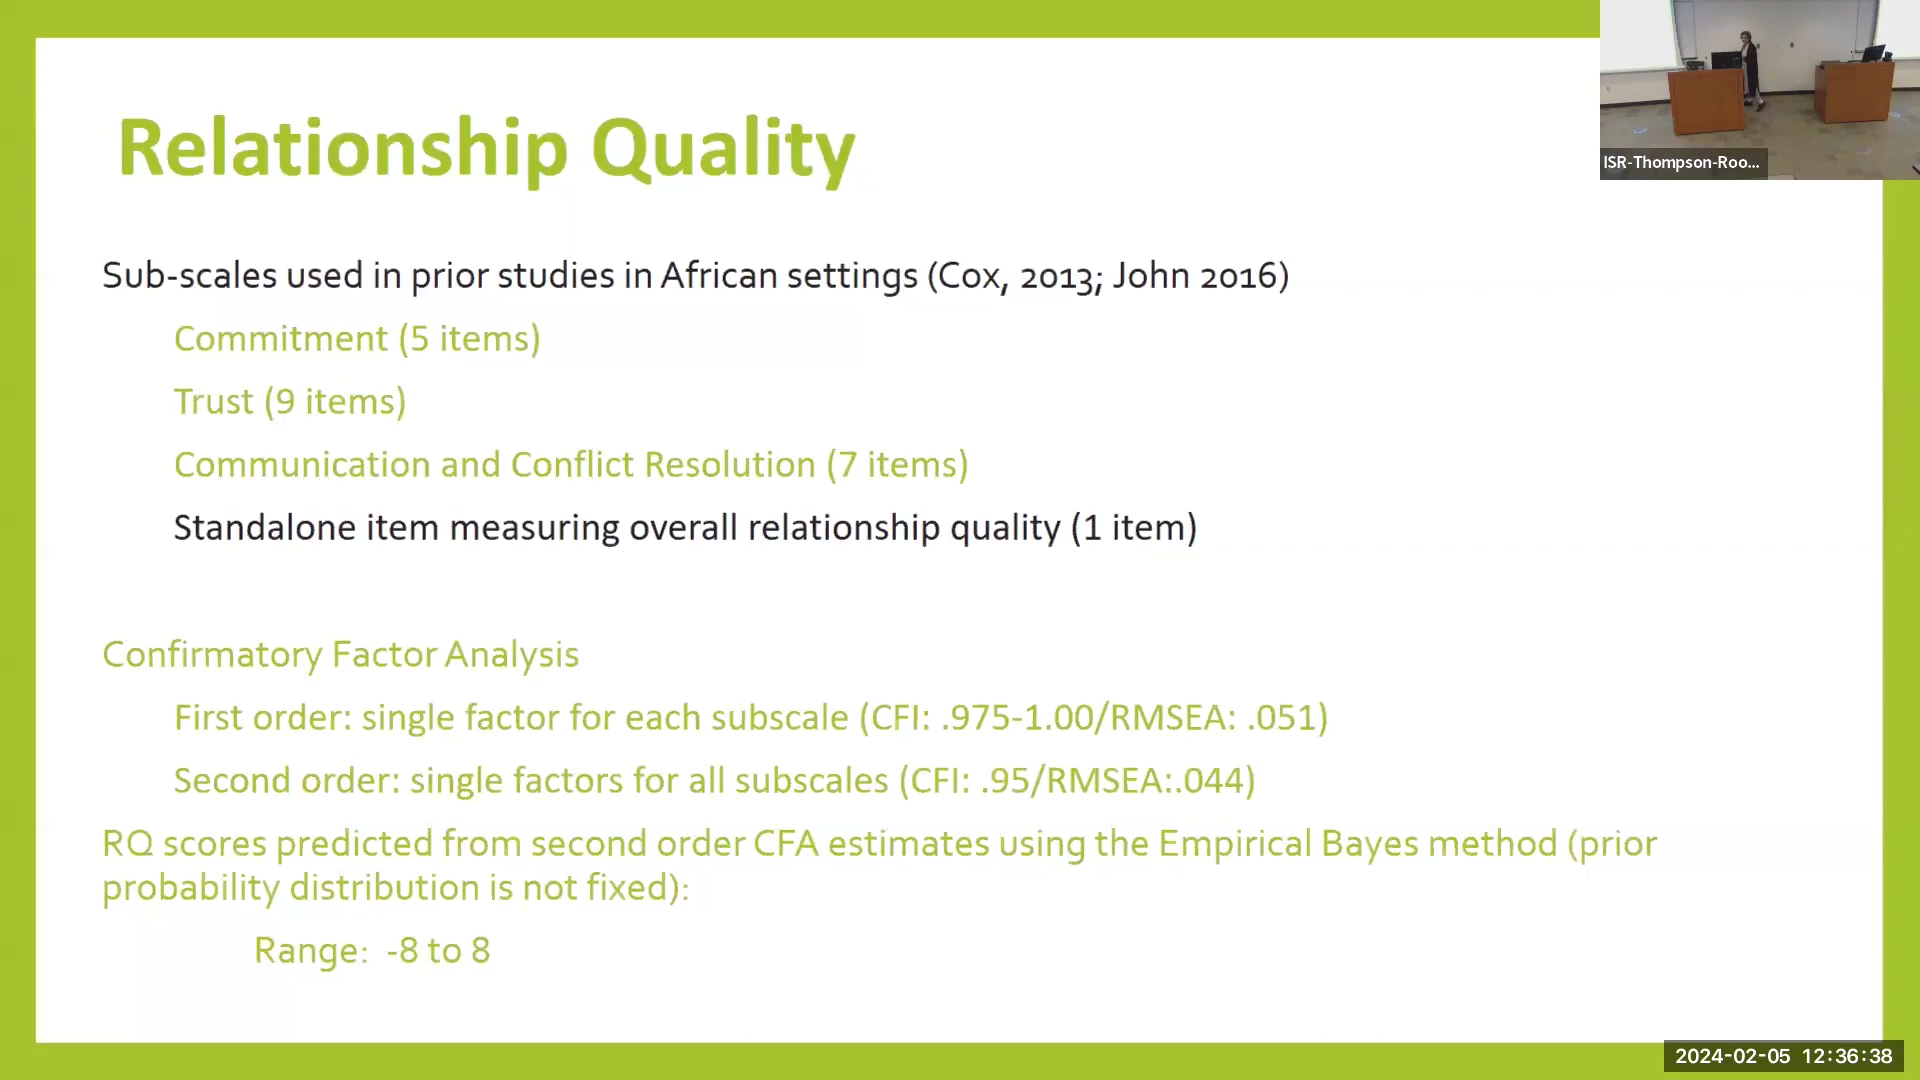 Relationship Quality
ISR-Thompson-Roo...
Sub-scales used in prior studies in African settings (Cox, 2013; John 2016)
Commitment (5 items)
Trust (9 items)
Communication and Conflict Resolution (7 items)
Standalone item measuring overall relationship quality (1 item)
Confirmatory Factor Analysis
First order: single factor for each subscale (CFI: .975-1.00/RMSEA: .051)
Second order: single factors for all subscales (CFI: .95/RMSEA:.044)
RQ scores predicted from second order CFA estimates using the Empirical Bayes method (prior
probability distribution is not fixed):
Range: -8 to 8
2024-02-05 12:36:38